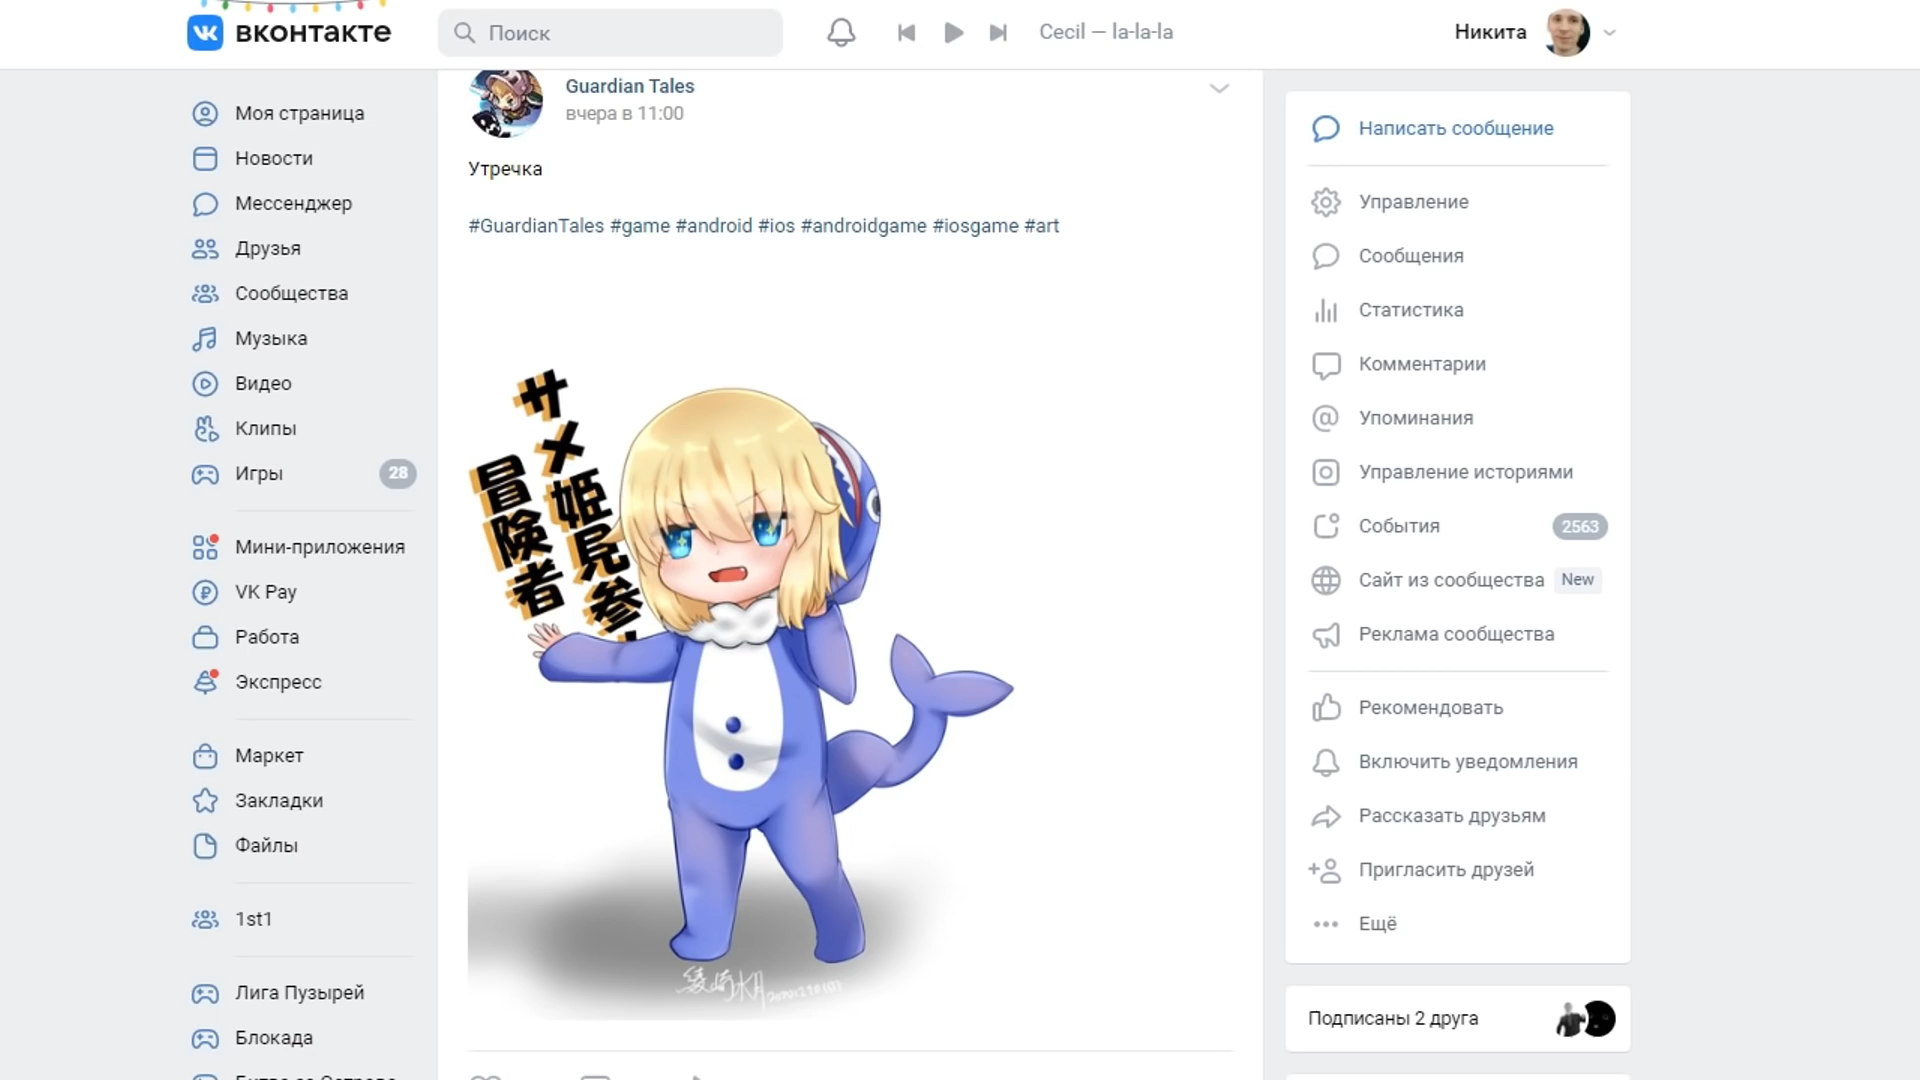 вконтакте
Поиск
Cecil — la-la-la
Никита
Моя страница
Новости
Мессенджер
Друзья
Сообщества
Музыка
Видео
Клипы
Игры 28
Мини-приложения
VK Pay
Работа
Экспресс
Маркет
Закладки
Файлы
1st1
Лига Пузырей
Блокада
Guardian Tales
вчера в 11:00
Утречка
#GuardianTales #game #android #ios #androidgame #iosgame #art
サメ姫見参
冒険者
Написать сообщение
Управление
Сообщения
Статистика
Комментарии
Упоминания
Управление историями
События 2563
Сайт из сообщества New
Реклама сообщества
Рекомендовать
Включить уведомления
Рассказать друзьям
Пригласить друзей
Ещё
Подписаны 2 друга